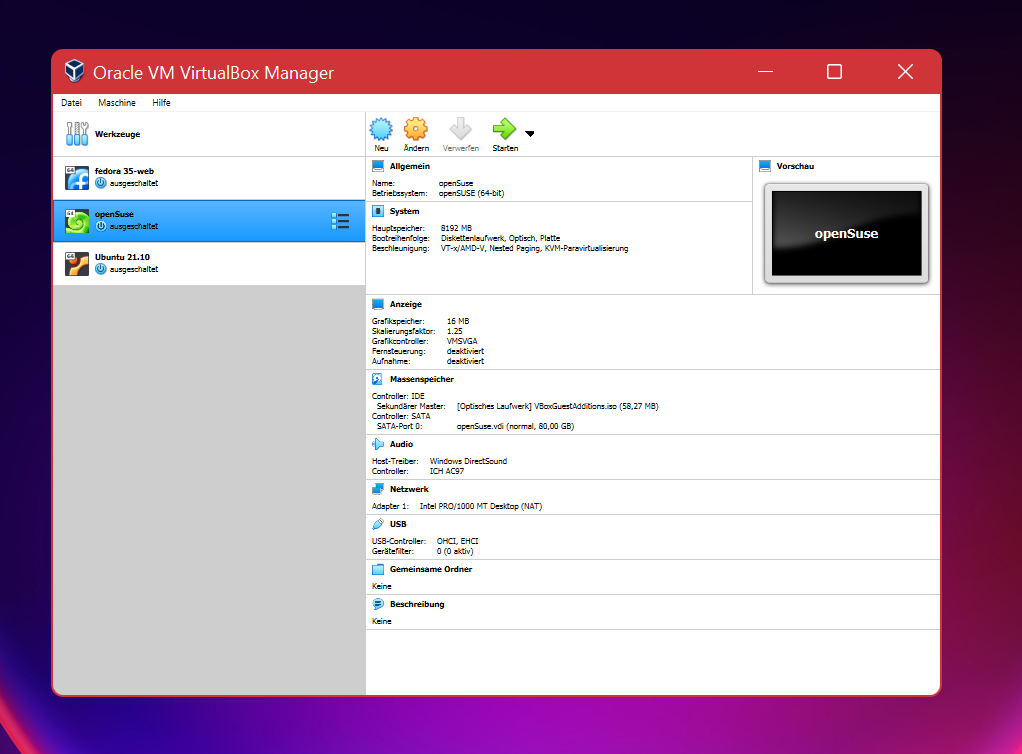 Oracle VM VirtualBox Manager
Datei Maschine Hilfe
Werkzeuge
64
fedora 35-web
ausgeschaltet
64
openSuse
ausgeschaltet
64
Ubuntu 21.10
ausgeschaltet
Neu Ändern Verwerfen Starten
Allgemein
Name: openSuse
Betriebssystem: openSUSE (64-bit)
System
Hauptspeicher: 8192 MB
Bootreihenfolge: Diskettenlaufwerk, Optisch, Platte
Beschleunigung: VT-x/AMD-V, Nested Paging, KVM-Paravirtualisierung
Vorschau
openSuse
Anzeige
Grafikspeicher: 16 MB
Skalierungsfaktor: 1.25
Grafikcontroller: VMSVGA
Fernsteuerung: deaktiviert
Aufnahme: deaktiviert
Massenspeicher
Controller: IDE
Sekundärer Master: [Optisches Laufwerk] VBoxGuestAdditions.iso (58,27 MB)
Controller: SATA
SATA-Port 0: openSuse.vdi (normal, 80,00 GB)
Audio
Host-Treiber: Windows DirectSound
Controller: ICH AC97
Netzwerk
Adapter 1: Intel PRO/1000 MT Desktop (NAT)
USB
USB-Controller: OHCI, EHCI
Gerätefilter: 0 (0 aktiv)
Gemeinsame Ordner
Keine
Beschreibung
Keine